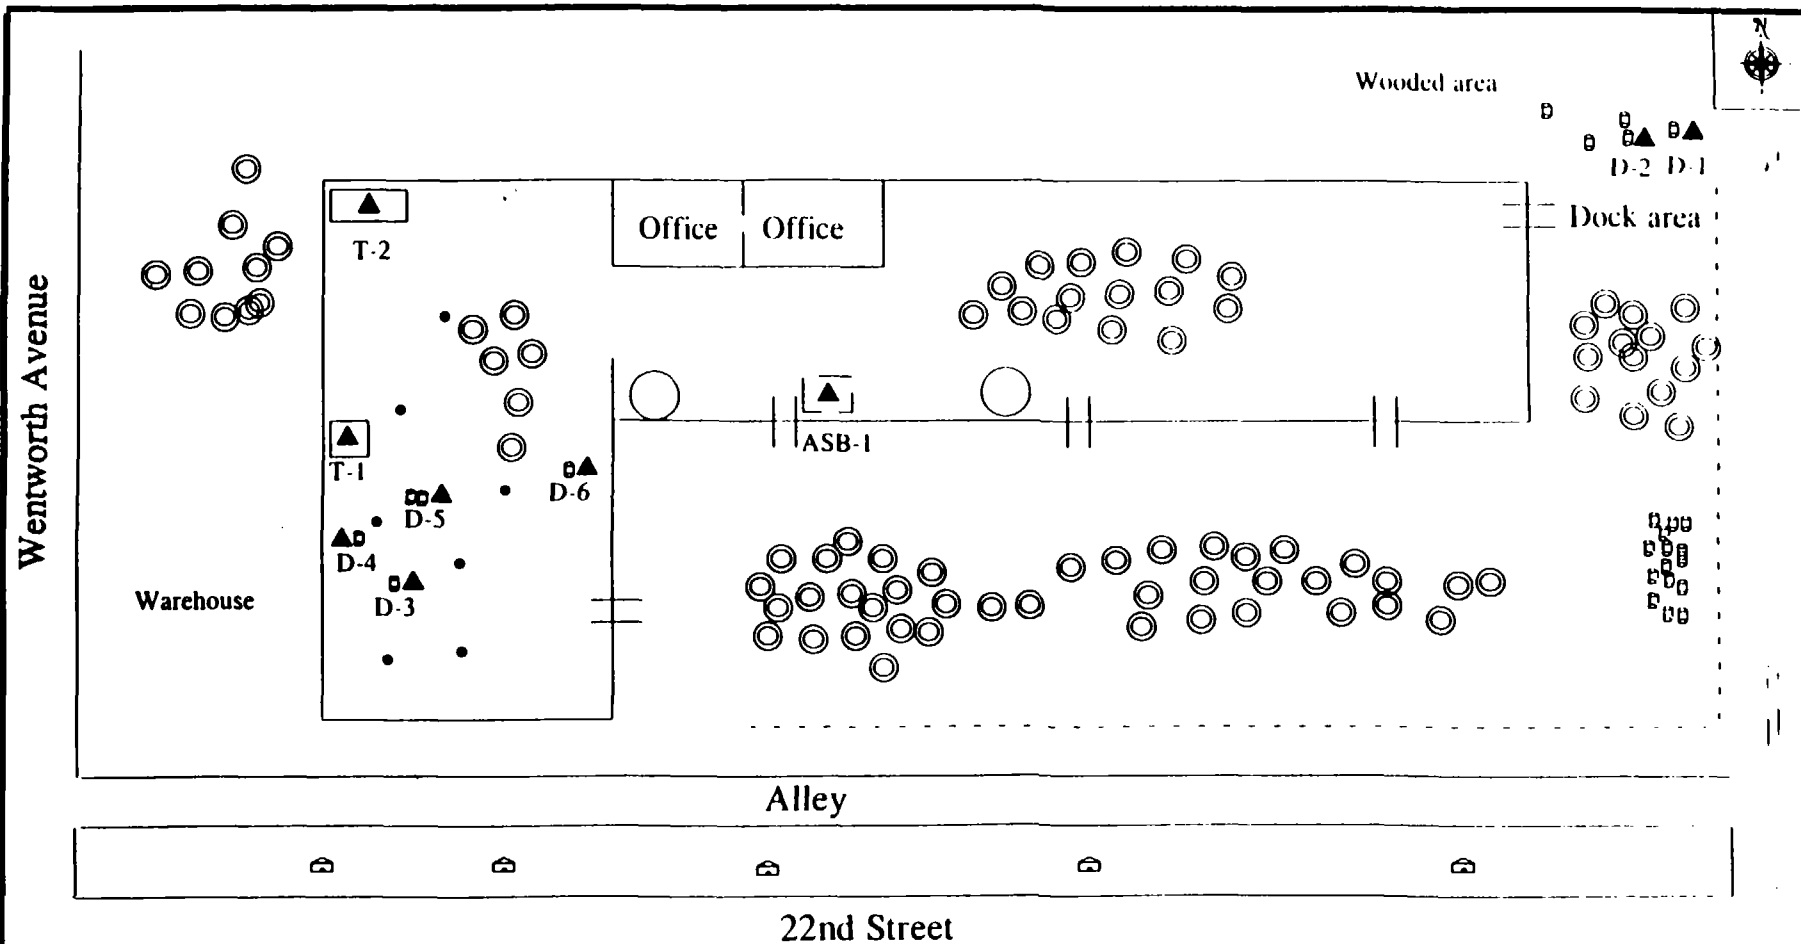 N
Wooded area
D-2 D-1
Office Office
Dock area
T-2
Wentworth Avenue
ASB-1
T-1
D-6
D-5
D-4
D-3
Warehouse
Alley
22nd Street